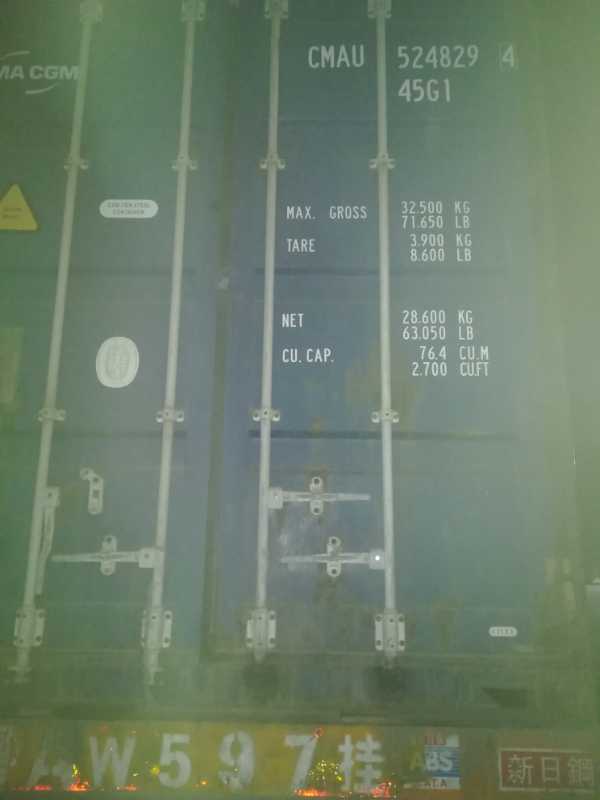 CMAU 524829 4
MA CGM
45G1
MAX. GROSS 32.500 KG
71.650 LB
TARE 3.900 KG
8.600 LB
NET 28.600 KG
63.050 LB
CU. CAP. 76.4 CU.M
2.700 CU.FT
AW597挂
ABS
新日鋼